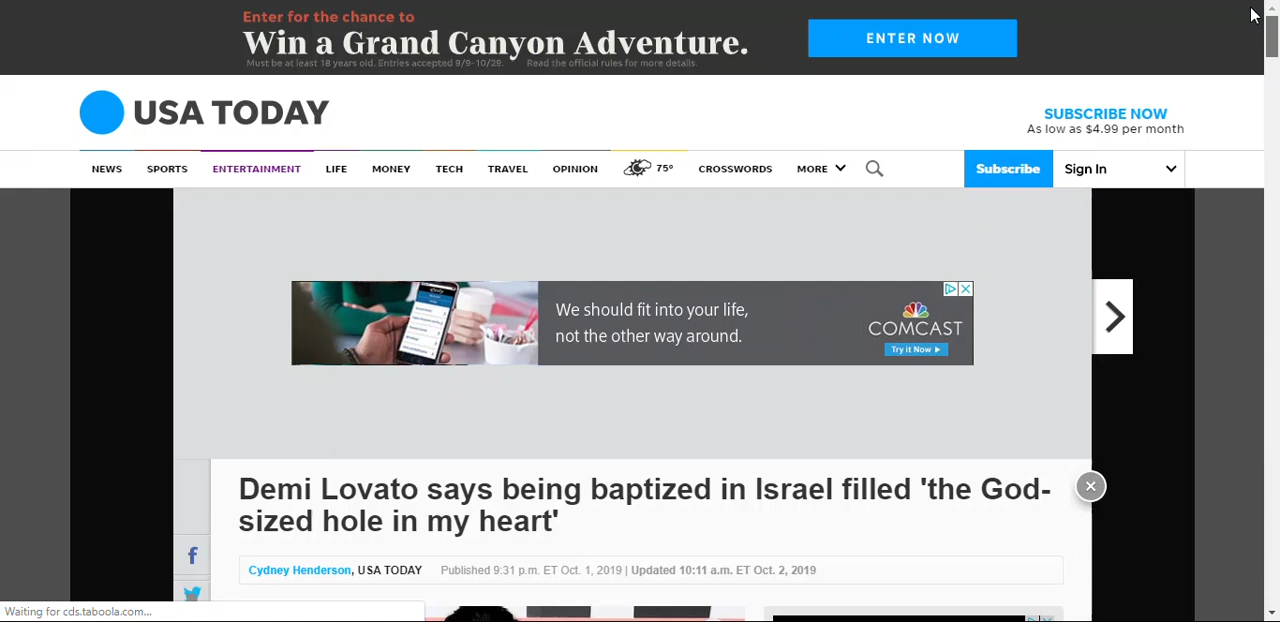 Enter for the chance to
Win a Grand Canyon Adventure.
Must be at least 18 years old. Entries accepted 9/9-10/29. Read the official rules for more details.
ENTER NOW
USA TODAY
SUBSCRIBE NOW
As low as $4.99 per month
NEWS SPORTS ENTERTAINMENT LIFE MONEY TECH TRAVEL OPINION 75° CROSSWORDS MORE Subscribe Sign In
We should fit into your life,
not the other way around.
COMCAST
Try it Now
Demi Lovato says being baptized in Israel filled 'the God-
sized hole in my heart'
Cydney Henderson, USA TODAY Published 9:31 p.m. ET Oct. 1, 2019 | Updated 10:11 a.m. ET Oct. 2, 2019
Waiting for cds.taboola.com...